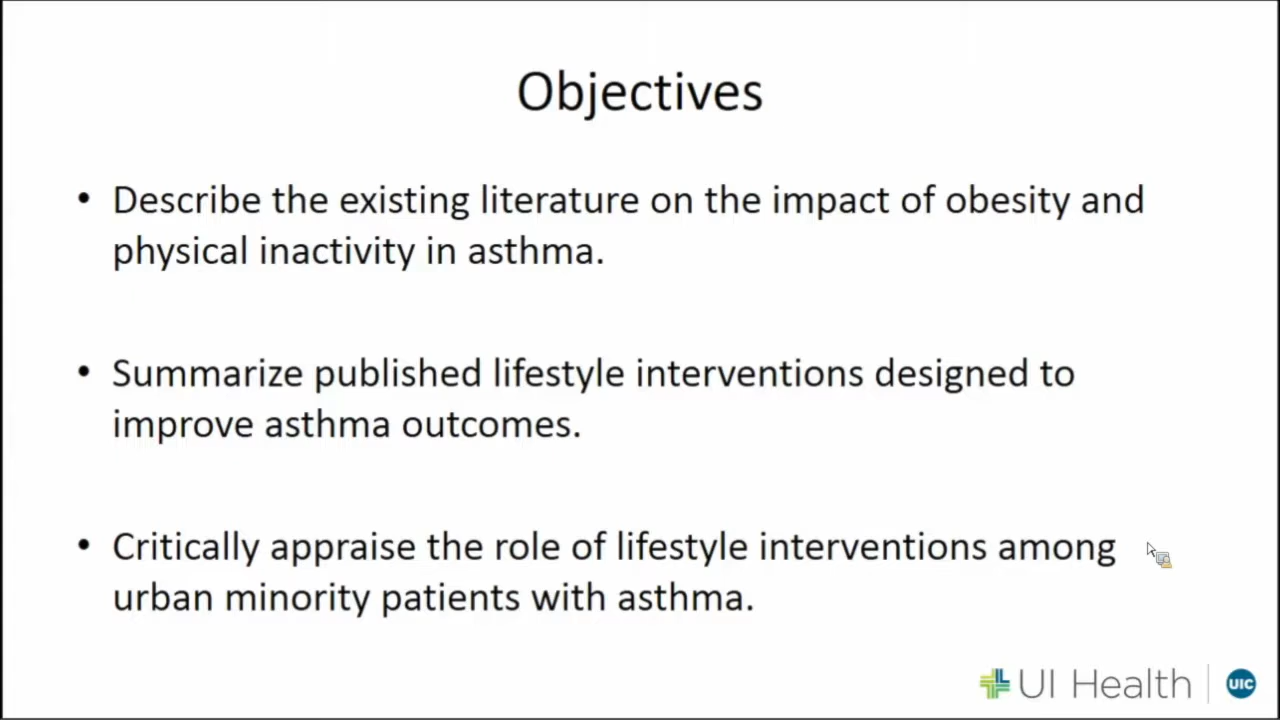 Objectives
• Describe the existing literature on the impact of obesity and
physical inactivity in asthma.
• Summarize published lifestyle interventions designed to
improve asthma outcomes.
• Critically appraise the role of lifestyle interventions among
urban minority patients with asthma.
UI Health
UIC